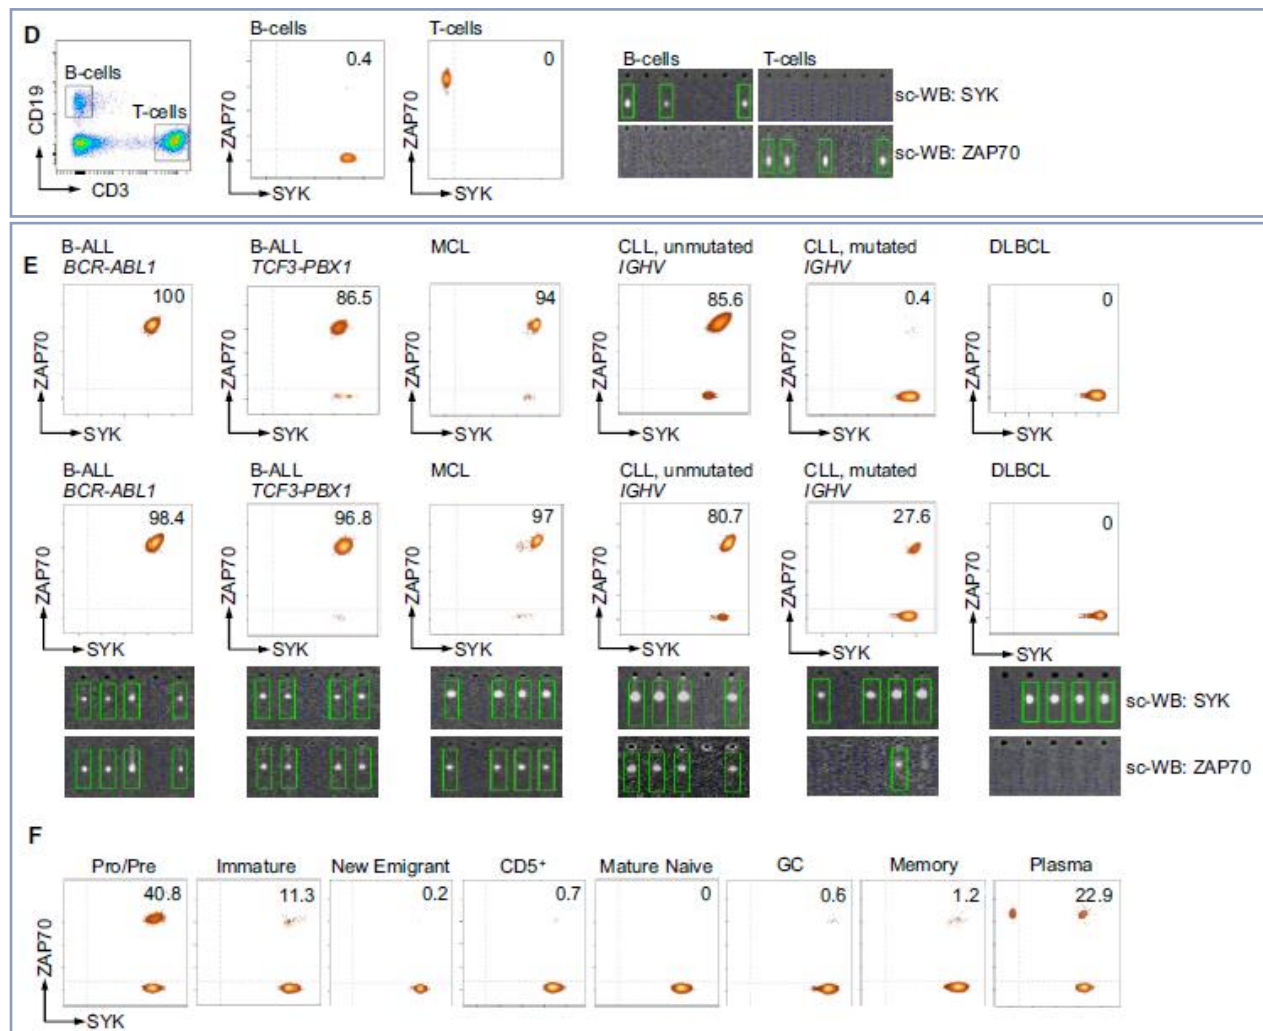 D
B-cells
T-cells
B-cells
T-cells
0.4
0
B-cells
T-cells
CD19
CD3
ZAP70
SYK
ZAP70
SYK
sc-WB: SYK
sc-WB: ZAP70
E
B-ALL
BCR-ABL1
B-ALL
TCF3-PBX1
MCL
CLL, unmutated
IGHV
CLL, mutated
IGHV
DLBCL
100
86.5
94
85.6
0.4
0
ZAP70
ZAP70
ZAP70
ZAP70
ZAP70
ZAP70
SYK
SYK
SYK
SYK
SYK
SYK
B-ALL
BCR-ABL1
B-ALL
TCF3-PBX1
MCL
CLL, unmutated
IGHV
CLL, mutated
IGHV
DLBCL
98.4
96.8
97
80.7
27.6
0
ZAP70
ZAP70
ZAP70
ZAP70
ZAP70
ZAP70
SYK
SYK
SYK
SYK
SYK
SYK
sc-WB: SYK
sc-WB: ZAP70
F
Pro/Pre
Immature
New Emigrant
CD5⁺
Mature Naive
GC
Memory
Plasma
40.8
11.3
0.2
0.7
0
0.6
1.2
22.9
ZAP70
SYK